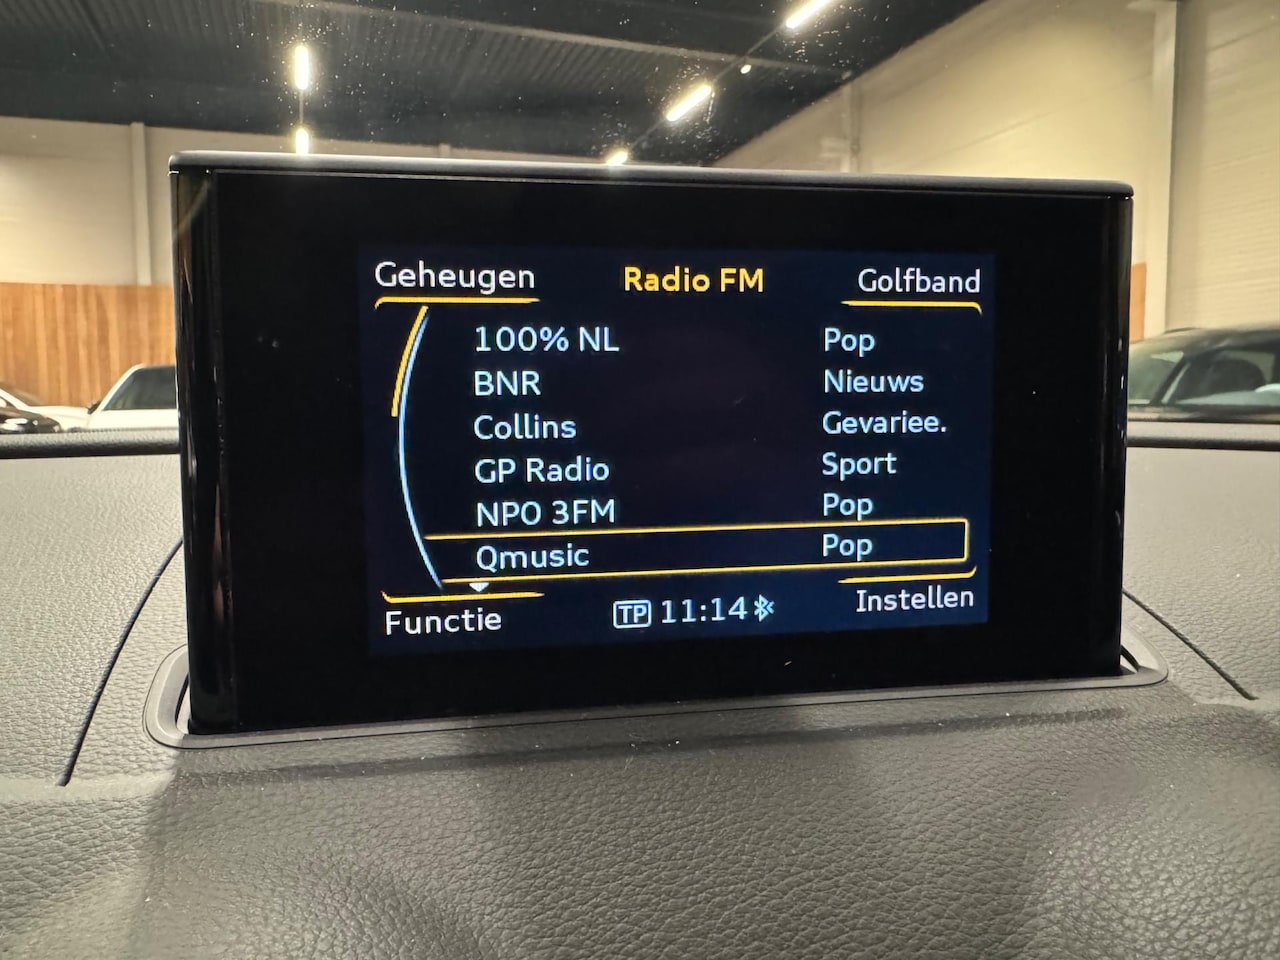 Geheugen Radio FM Golfband
100% NL Pop
BNR Nieuws
Collins Gevariee.
GP Radio Sport
NPO 3FM Pop
Qmusic Pop
Functie TP 11:14 Instellen